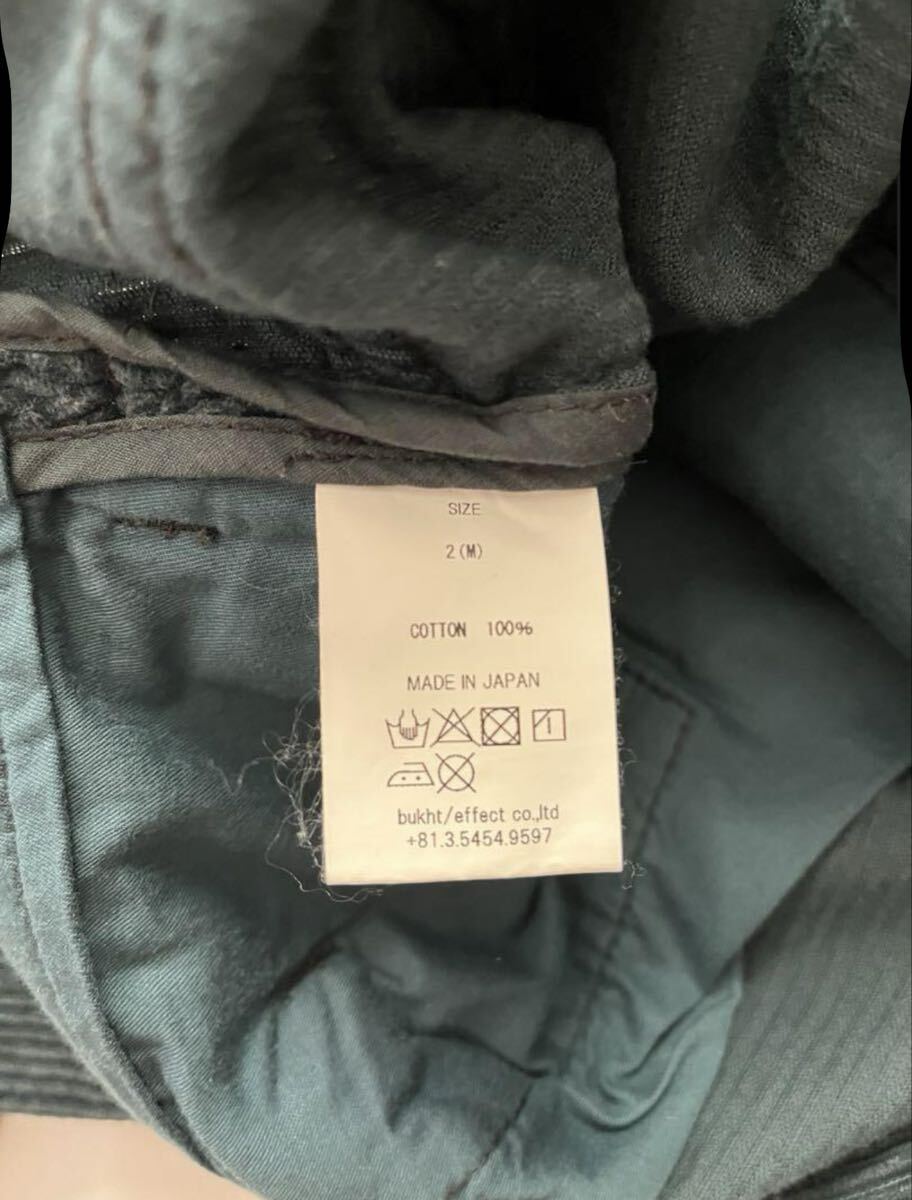 SIZE
2(M)
COTTON 100%
MADE IN JAPAN
bukht/effect co.,ltd
+81.3.5454.9597